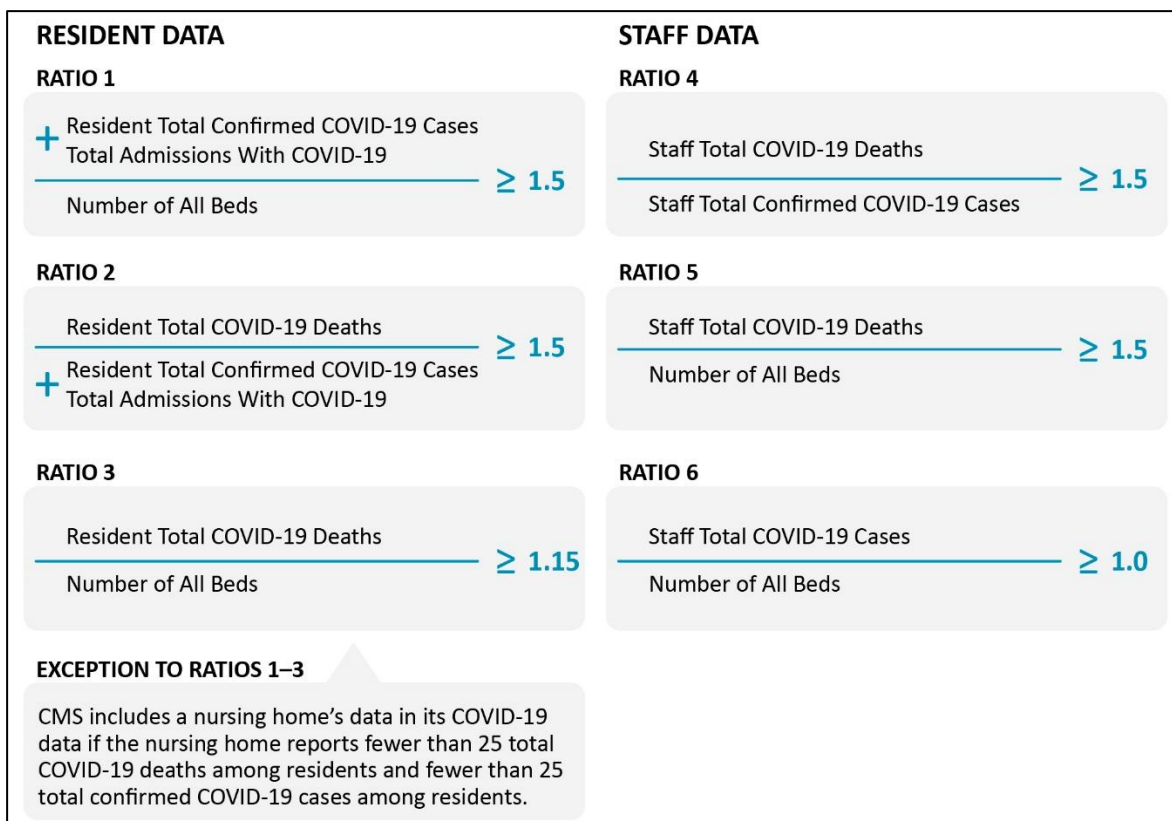 RESIDENT DATA
RATIO 1
+ Resident Total Confirmed COVID-19 Cases
Total Admissions With COVID-19
Number of All Beds
≥ 1.5
RATIO 2
Resident Total COVID-19 Deaths
+ Resident Total Confirmed COVID-19 Cases
Total Admissions With COVID-19
≥ 1.5
RATIO 3
Resident Total COVID-19 Deaths
Number of All Beds
≥ 1.15
EXCEPTION TO RATIOS 1–3
CMS includes a nursing home’s data in its COVID-19
data if the nursing home reports fewer than 25 total
COVID-19 deaths among residents and fewer than 25
total confirmed COVID-19 cases among residents.
STAFF DATA
RATIO 4
Staff Total COVID-19 Deaths
Staff Total Confirmed COVID-19 Cases
≥ 1.5
RATIO 5
Staff Total COVID-19 Deaths
Number of All Beds
≥ 1.5
RATIO 6
Staff Total COVID-19 Cases
Number of All Beds
≥ 1.0